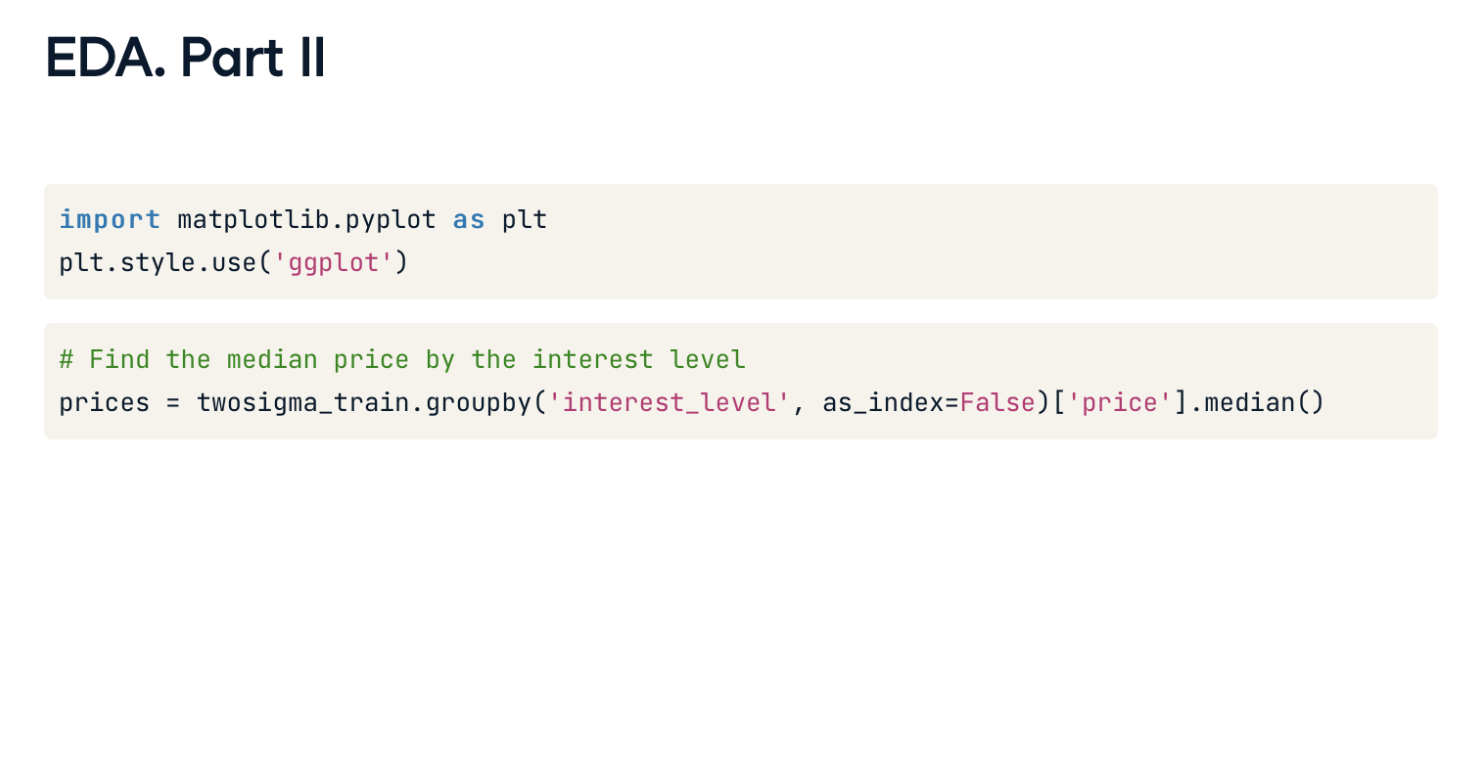 EDA. Part II
import matplotlib.pyplot as plt
plt.style.use('ggplot')
# Find the median price by the interest level
prices = twosigma_train.groupby('interest_level', as_index=False)['price'].median()